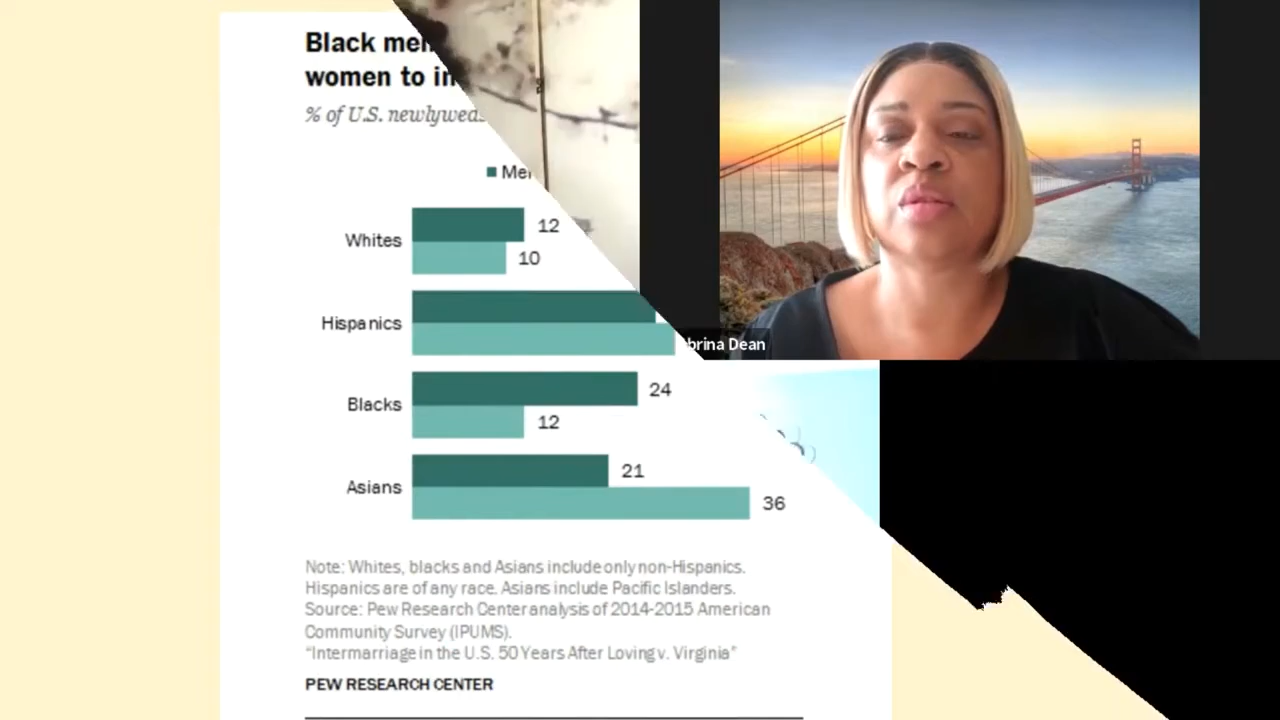 Black men
women to in
% of U.S. newlyweds
Men
Whites
12
10
Hispanics
Blacks
24
12
Asians
21
36
Note: Whites, blacks and Asians include only non-Hispanics.
Hispanics are of any race. Asians include Pacific Islanders.
Source: Pew Research Center analysis of 2014-2015 American
Community Survey (IPUMS).
“Intermarriage in the U.S. 50 Years After Loving v. Virginia”
PEW RESEARCH CENTER
brina Dean